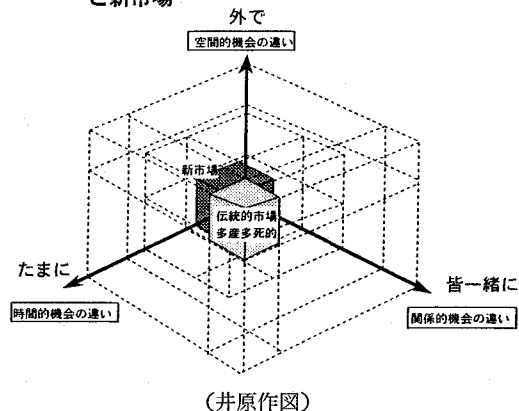 と新市場
外で
空間的機会の違い
新市場
伝統的市場
多産多死的
たまに
時間的機会の違い
皆一緒に
関係的機会の違い
(井原作図)